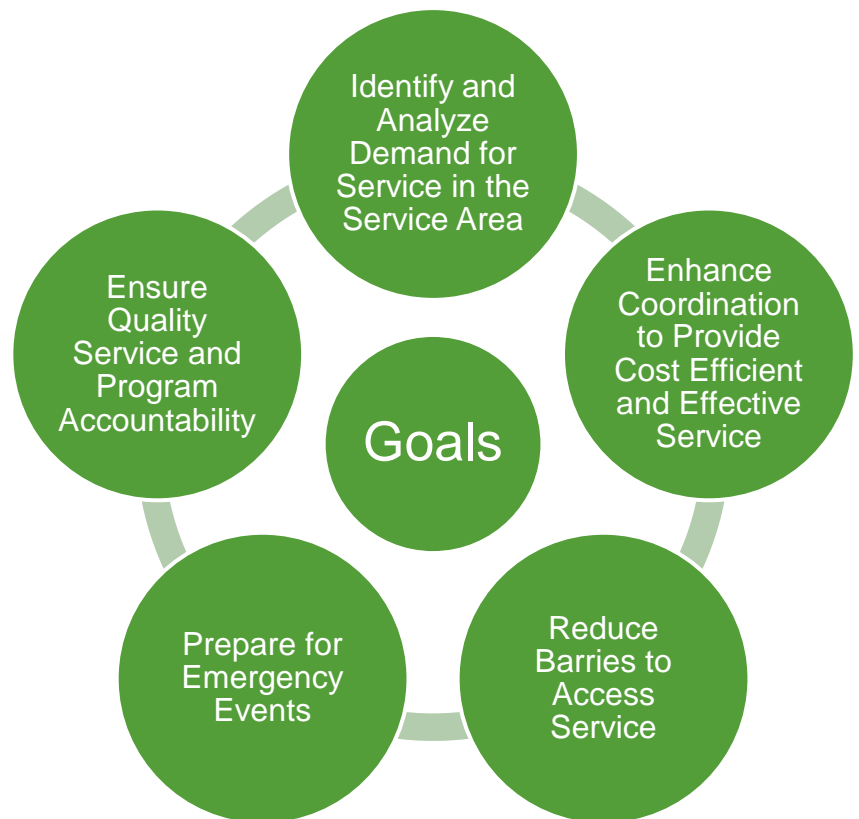 Identify and
Analyze
Demand for
Service in the
Service Area
Enhance
Coordination
to Provide
Cost Efficient
and Effective
Service
Reduce
Barries to
Access
Service
Prepare for
Emergency
Events
Ensure
Quality
Service and
Program
Accountability
Goals